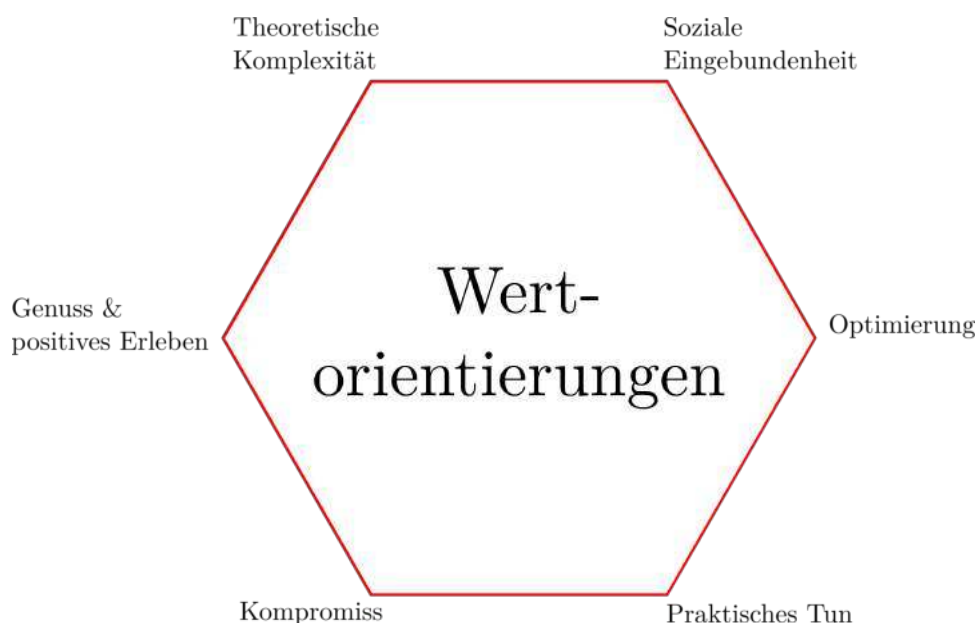 Theoretische
Komplexität
Soziale
Eingebundenheit
Wert-
orientierungen
Genuss &
positives Erleben
Optimierung
Kompromiss
Praktisches Tun